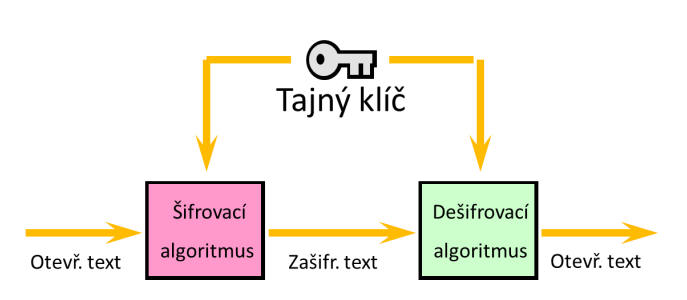 Tajný klíč
Šifrovací
algoritmus
Dešifrovací
algoritmus
Otevř. text
Zašifr. text
Otevř. text